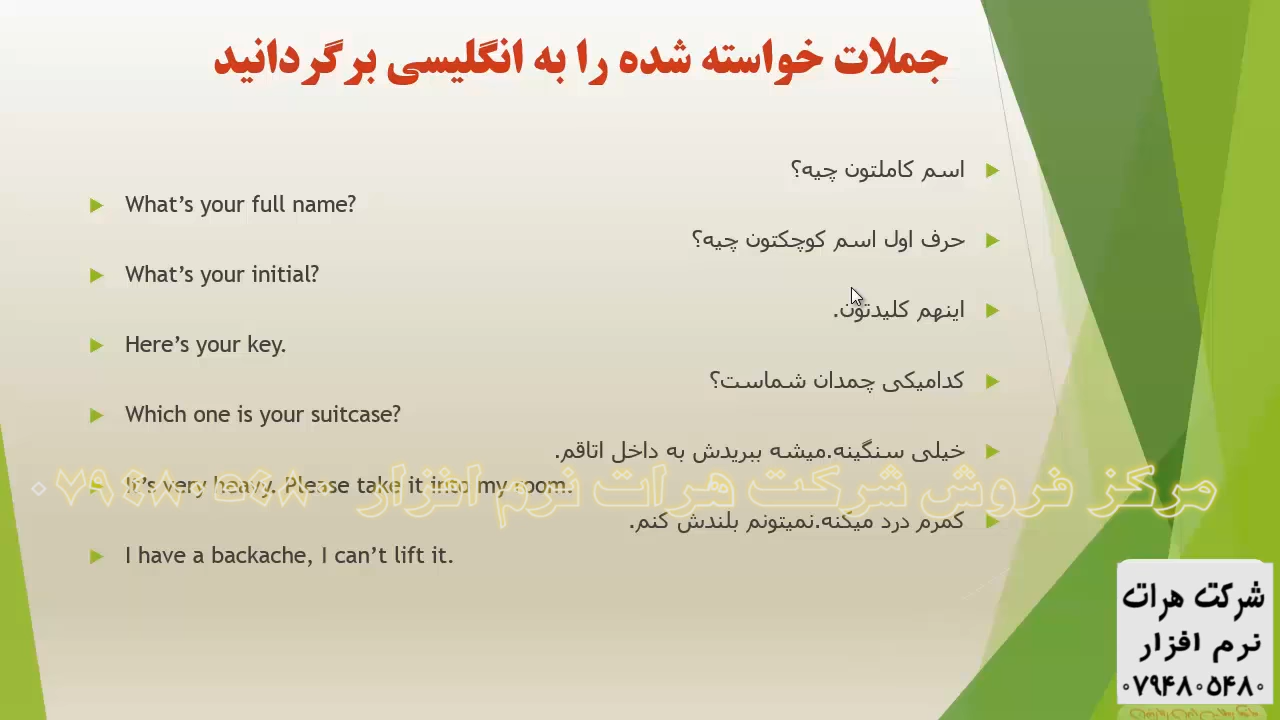 جملات خواسته شده را به انگلیسی برگردانید
اسم کاملتون چیه؟
What's your full name?
حرف اول اسم کوچکتون چیه؟
What's your initial?
اینهم کلیدتون.
Here's your key.
کدامیکی چمدان شماست؟
Which one is your suitcase?
خیلی سنگینه.میشه ببریدش به داخل اتاقم.
It's very heavy. Please take it into my room.
مرکز فروش شرکت هرات نرم افزار
کمرم درد میکنه.نمیتونم بلندش کنم.
I have a backache, I can't lift it.
شرکت هرات
نرم افزار
۰۷۹۴۸۰۵۴۸۰